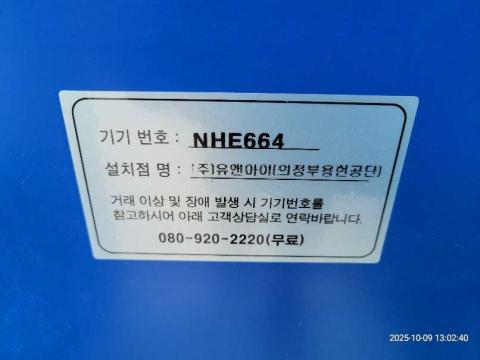 기기 번호 : NHE664
설치점 명 : (주)유앤아이(의정부용현공단)
거래 이상 및 장애 발생 시 기기번호를
참고하시어 아래 고객상담실로 연락바랍니다.
080-920-2220(무료)
2025-10-09 13:02:40